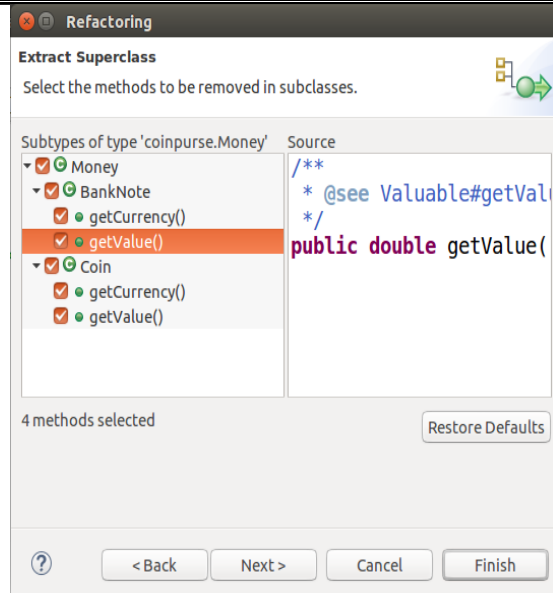 Refactoring
Extract Superclass
Select the methods to be removed in subclasses.
Subtypes of type 'coinpurse.Money'
Source
Money
BankNote
getCurrency()
getValue()
Coin
getCurrency()
getValue()
/**
* @see Valuable#getValu
*/
public double getValue(
4 methods selected
Restore Defaults
?
< Back
Next >
Cancel
Finish